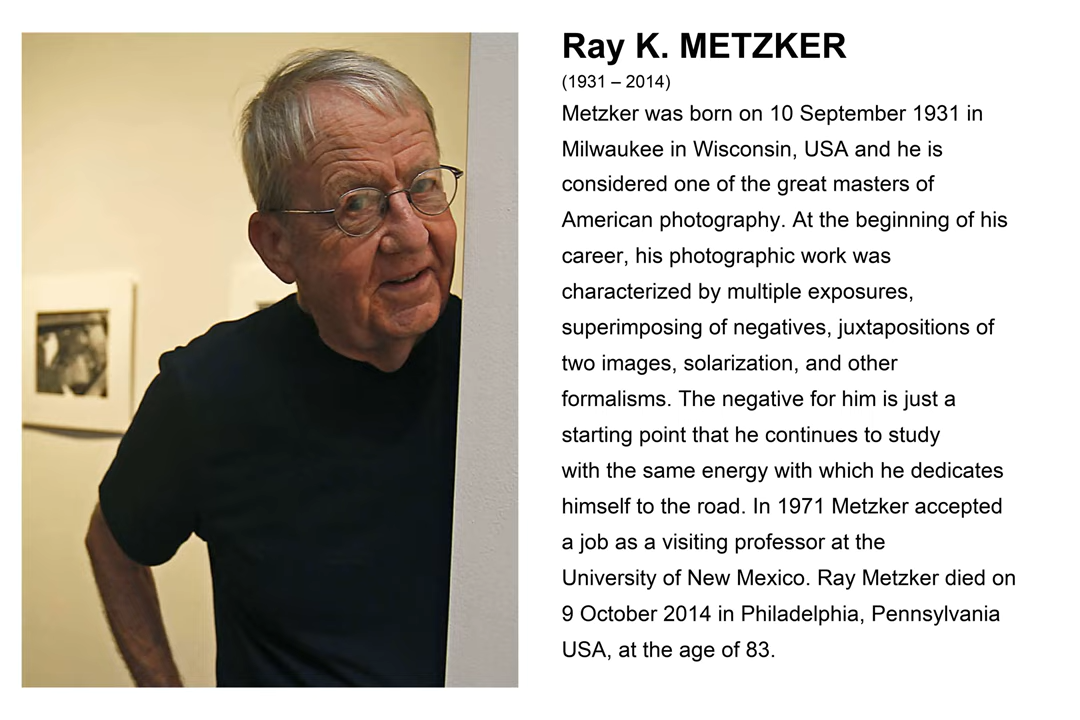 Ray K. METZKER
(1931 – 2014)
Metzker was born on 10 September 1931 in
Milwaukee in Wisconsin, USA and he is
considered one of the great masters of
American photography. At the beginning of his
career, his photographic work was
characterized by multiple exposures,
superimposing of negatives, juxtapositions of
two images, solarization, and other
formalisms. The negative for him is just a
starting point that he continues to study
with the same energy with which he dedicates
himself to the road. In 1971 Metzker accepted
a job as a visiting professor at the
University of New Mexico. Ray Metzker died on
9 October 2014 in Philadelphia, Pennsylvania
USA, at the age of 83.